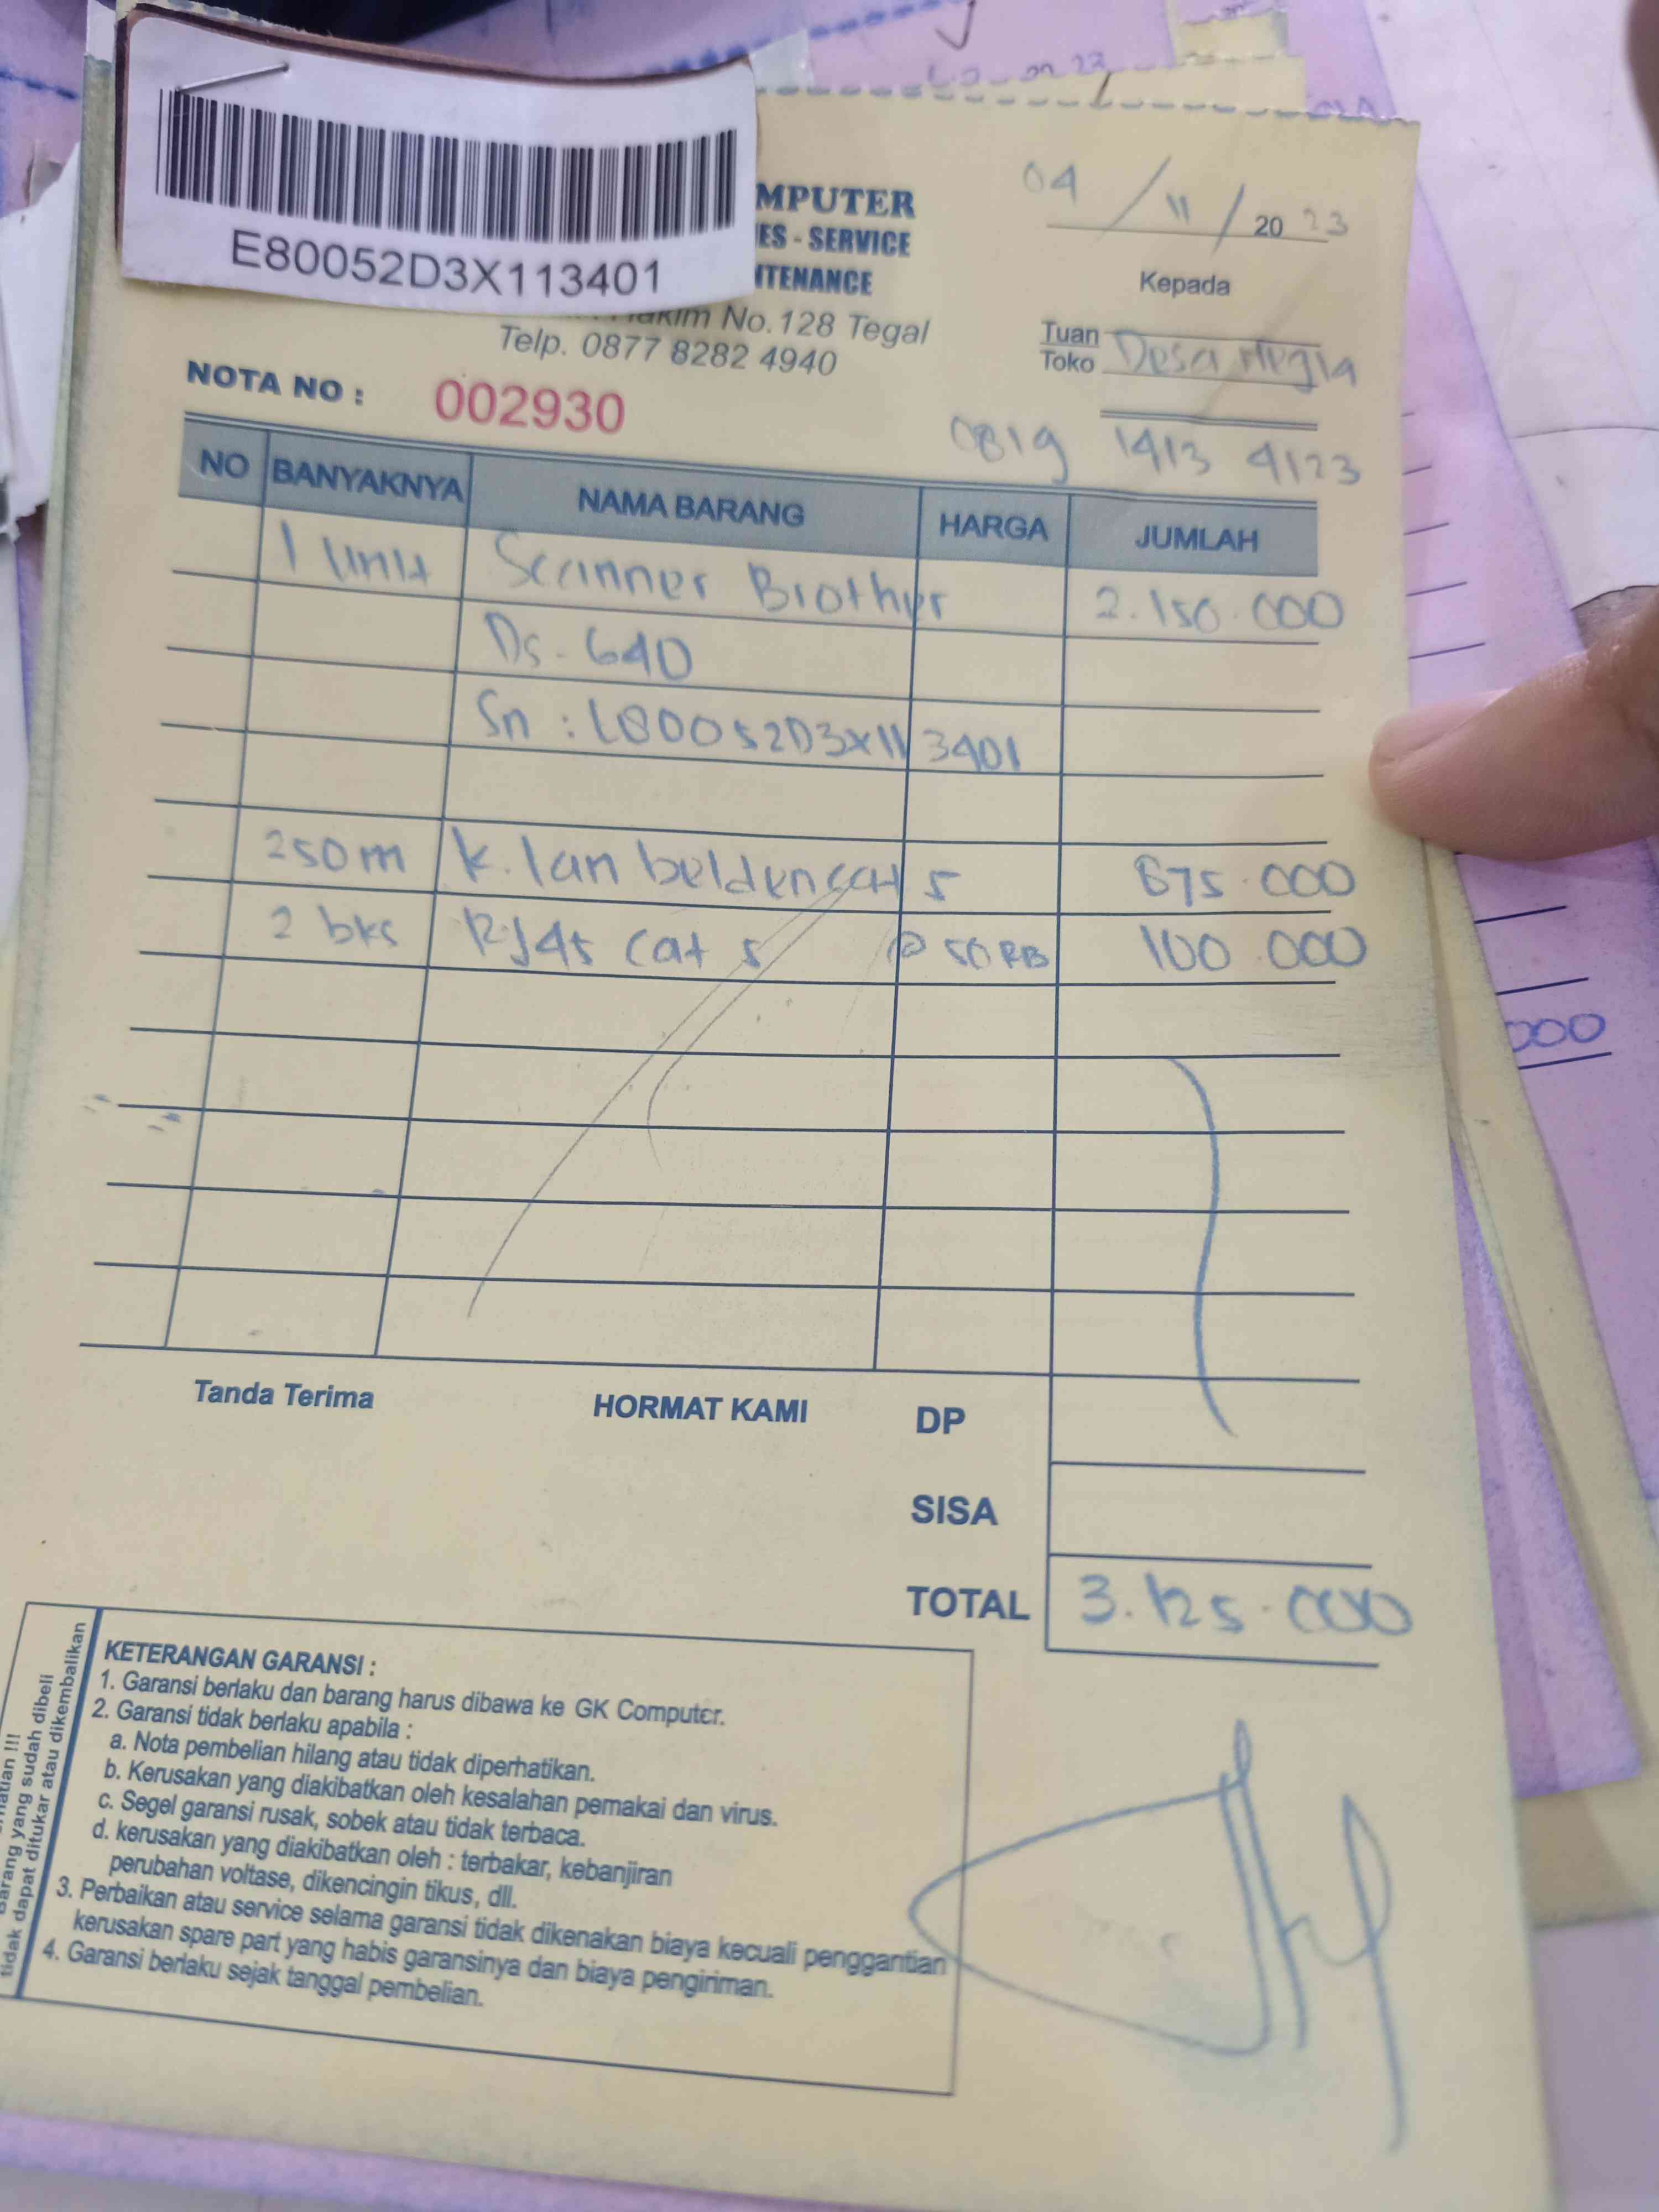 E80052D3X113401
MPUTER
ES - SERVICE
NTENANCE
No. 128 Tegal
Telp. 0877 8282 4940
04 / 11 / 20 23
Kepada
Tuan
Toko Desa
NOTA NO : 002930
0819 1413 4123
NO BANYAKNYA NAMA BARANG HARGA JUMLAH
1 Unit Scanner Brother 2.150.000
Ds - 640
Sn : E80052D3X113401
250 m k. lan belden cat 5 875.000
2 bks RJ45 cat 5 @ 50 RB 100.000
000
Tanda Terima HORMAT KAMI DP
SISA
TOTAL 3.125.000
KETERANGAN GARANSI :
1. Garansi berlaku dan barang harus dibawa ke GK Computer.
2. Garansi tidak berlaku apabila :
a. Nota pembelian hilang atau tidak diperhatikan.
b. Kerusakan yang diakibatkan oleh kesalahan pemakai dan virus.
c. Segel garansi rusak, sobek atau tidak terbaca.
d. kerusakan yang diakibatkan oleh : terbakar, kebanjiran
perubahan voltase, dikencingin tikus, dll.
3. Perbaikan atau service selama garansi tidak dikenakan biaya kecuali penggantian
kerusakan spare part yang habis garansinya dan biaya pengiriman.
4. Garansi berlaku sejak tanggal pembelian.
!!!
yang sudah dibeli
tidak dapat ditukar atau dikembalikan